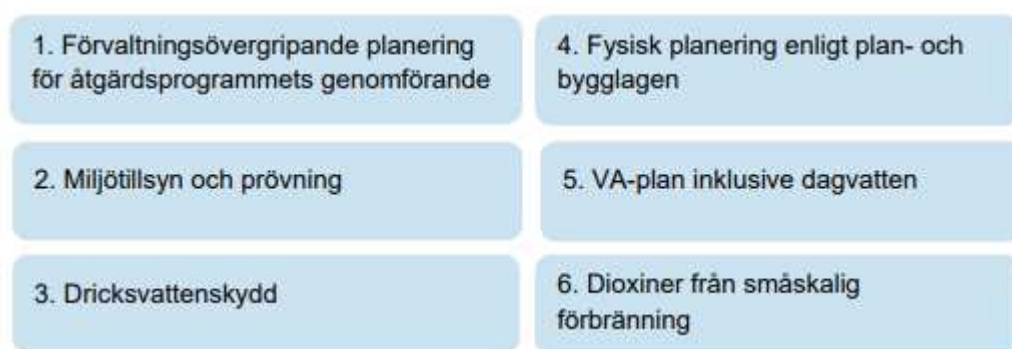 1. Förvaltningsövergripande planering
för åtgärdsprogrammets genomförande
2. Miljötillsyn och prövning
3. Dricksvattenskydd
4. Fysisk planering enligt plan- och
bygglagen
5. VA-plan inklusive dagvatten
6. Dioxiner från småskalig
förbränning